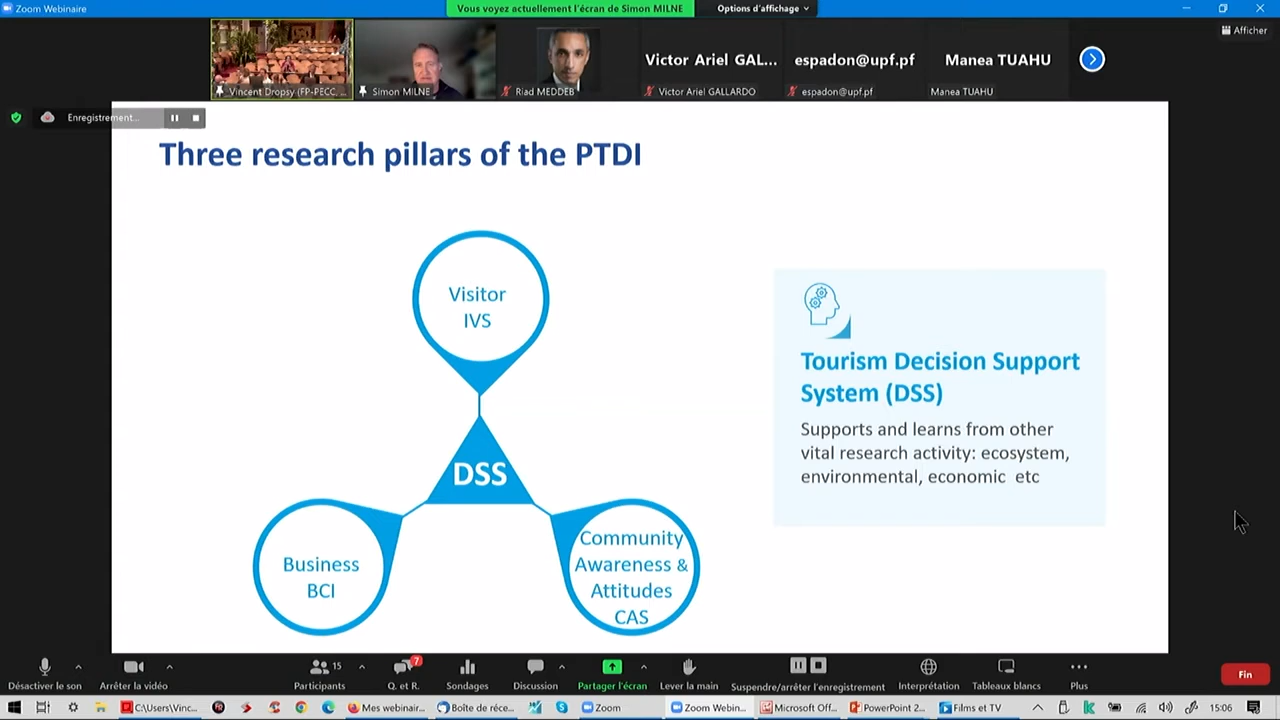 Zoom Webinaire
Vous voyez actuellement l'écran de Simon MILNE
Options d'affichage
Afficher
Vincent Dropsy (FP-PECC, ...
Simon MILNE
Riad MEDDEB
Victor Ariel GAL...
Victor Ariel GALLARDO
espadon@upf.pf
espadon@upf.pf
Manea TUAHU
Manea TUAHU
Enregistrement...
Three research pillars of the PTDI
Visitor
IVS
DSS
Business
BCI
Community
Awareness &
Attitudes
CAS
Tourism Decision Support
System (DSS)
Supports and learns from other
vital research activity: ecosystem,
environmental, economic etc
Désactiver le son
Arrêter la vidéo
15
Participants
7
Q. et R.
Sondages
Discussion
Partager l'écran
Lever la main
Suspendre/arrêter l'enregistrement
Interprétation
Tableaux blancs
Plus
Fin
C:\Users\Vinc...
Mes webinair...
Boîte de réce...
Zoom
Zoom Webin...
Microsoft Off...
PowerPoint 2...
Films et TV
15:06